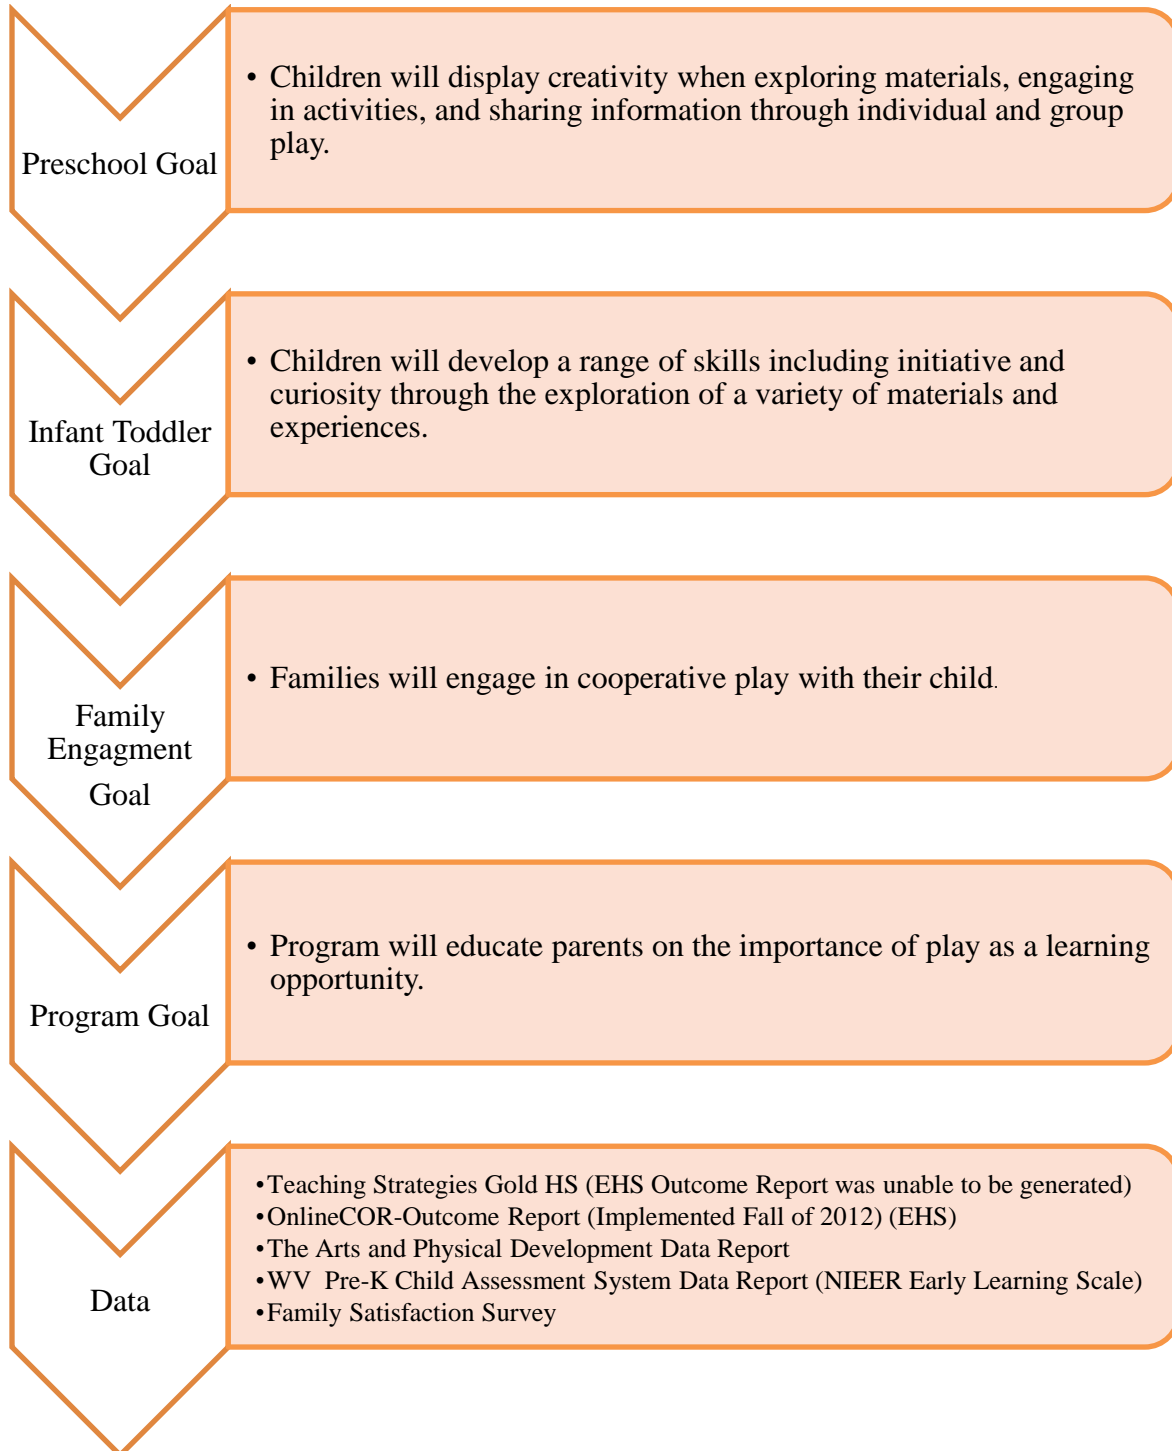 Preschool Goal
• Children will display creativity when exploring materials, engaging
in activities, and sharing information through individual and group
play.
Infant Toddler
Goal
• Children will develop a range of skills including initiative and
curiosity through the exploration of a variety of materials and
experiences.
Family
Engagment
Goal
• Families will engage in cooperative play with their child.
Program Goal
• Program will educate parents on the importance of play as a learning
opportunity.
Data
•Teaching Strategies Gold HS (EHS Outcome Report was unable to be generated)
•OnlineCOR-Outcome Report (Implemented Fall of 2012) (EHS)
•The Arts and Physical Development Data Report
•WV  Pre-K Child Assessment System Data Report (NIEER Early Learning Scale)
•Family Satisfaction Survey